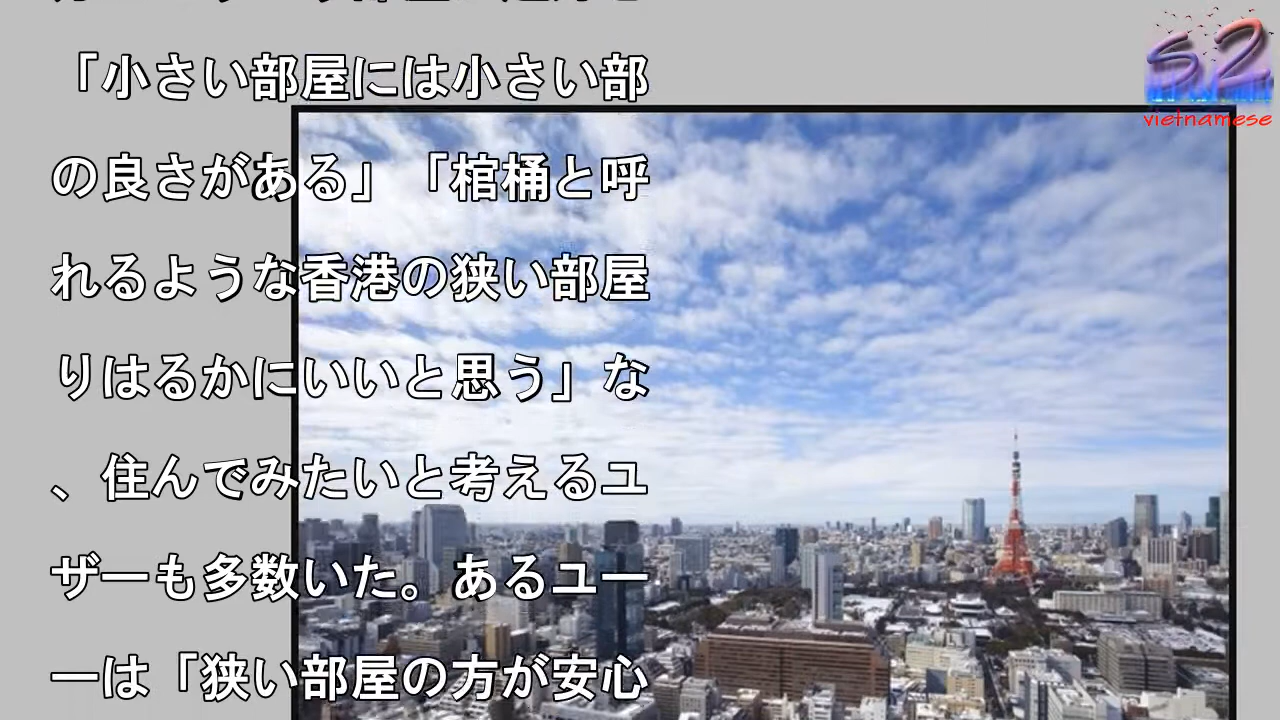 「小さい部屋には小さい部
の良さがある」「棺桶と呼
れるような香港の狭い部屋
りはるかにいいと思う」な
、住んでみたいと考えるユ
ザーも多数いた。あるユー
ーは「狭い部屋の方が安心
s2
vietnamese